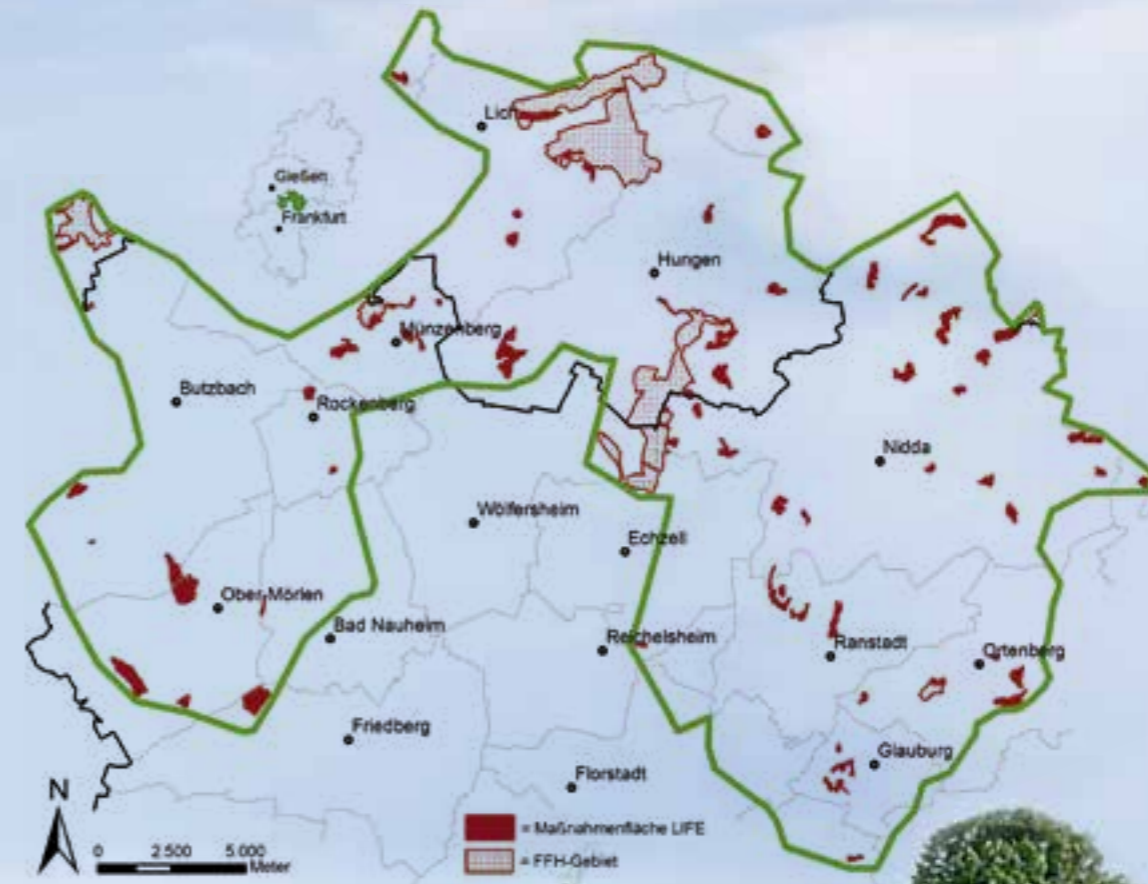 Lich
Gießen
Frankfurt
Hungen
Münzenberg
Butzbach
Rockenberg
Nidda
Wölfersheim
Echzell
Ober-Mörlen
Bad Nauheim
Reichelsheim
Ranstadt
Ortenberg
Friedberg
Glauburg
Florstadt
N
0 2.500 5.000
Meter
= Maßnahmenfläche LIFE
= FFH-Gebiet